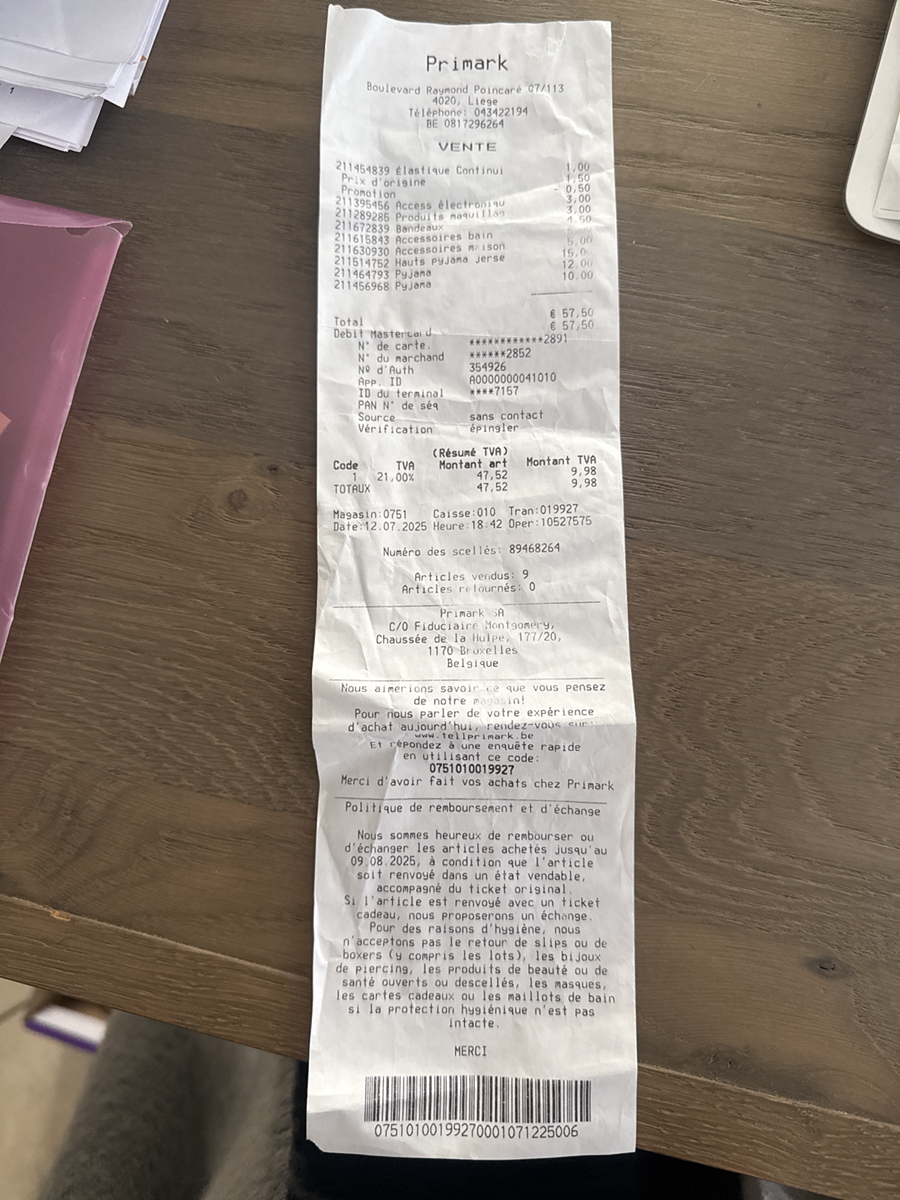 Primark
Boulevard Raymond Poincaré 07/113
4020, Liege
Téléphone: 043422194
BE 0817296264
VENTE
211454839 Élastique Continui 1,00
Prix d'origine 1,50
Promotion - 0,50
211395456 Access électroniqu 3,00
211289285 Produits maquillan 3,00
211672839 Bandeaux 4,50
211615843 Accessoires bain
211630930 Accessoires maison 5,00
211514752 Hauts pyjama jerse 15,0
211464793 Pyjama 12,00
211456968 Pyjama 10,00
Total € 57,50
Debit Mastercard € 57,50
N° de carte. ************2891
N° du marchand ******2852
Nº d'Auth 354926
App. ID A0000000041010
ID du terminal ****7157
PAN N° de séq
Source sans contact
Vérification épingler
(Résumé TVA)
Code TVA Montant art Montant TVA
1 21,00% 47,52 9,98
TOTAUX 47,52 9,98
Magasin:0751 Caisse:010 Tran:019927
Date:12.07.2025 Heure:18:42 Oper:10527575
Numéro des scellés: 89468264
Articles vendus: 9
Articles retournés: 0
Primark SA
C/O Fiduciaire Montgomery,
Chaussée de la Hulpe, 177/20,
1170 Bruxelles
Belgique
Nous aimerions savoir ce que vous pensez
de notre magasin!
Pour nous parler de votre expérience
d'achat aujourd'hui, rendez-vous sur:
www.tellprimark.be
Et répondez à une enquête rapide
en utilisant ce code:
0751010019927
Merci d'avoir fait vos achats chez Primark
Politique de remboursement et d'échange
Nous sommes heureux de rembourser ou
d'échanger les articles achetés jusqu'au
09.08.2025, à condition que l'article
soit renvoyé dans un état vendable,
accompagné du ticket original.
Si l'article est renvoyé avec un ticket
cadeau, nous proposerons un échange.
Pour des raisons d'hygiène, nous
n'acceptons pas le retour de slips ou de
boxers (y compris les lots), les bijoux
de piercing, les produits de beauté ou de
santé ouverts ou descellés, les masques,
les cartes cadeaux ou les maillots de bain
si la protection hygiénique n'est pas
intacte.
MERCI
07510100199270001071225006